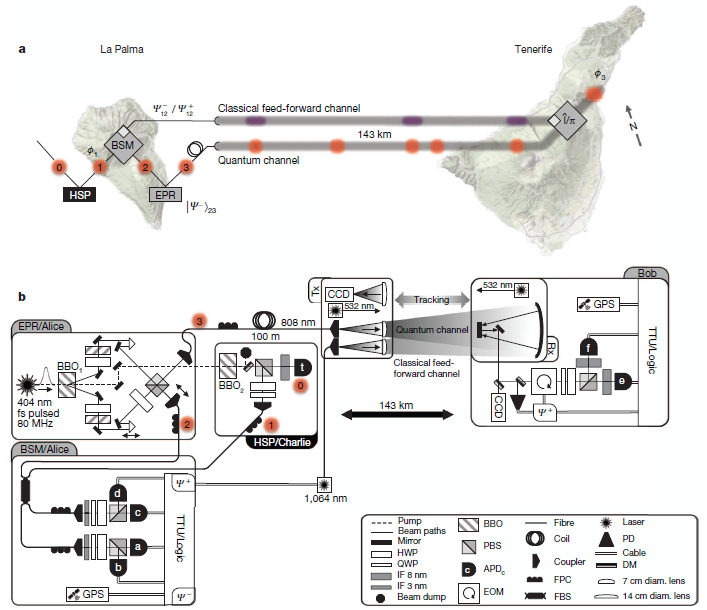 a
La Palma
Tenerife
Ψ⁻₁₂ / Ψ⁺₁₂
Classical feed-forward channel
ϕ₃
Î/π
143 km
N
ϕ₁
BSM
Quantum channel
0
1
2
3
HSP
EPR
|Ψ⁻⟩₂₃
b
Bob
Tx
CCD
532 nm
Tracking
532 nm
GPS
EPR/Alice
3
808 nm
100 m
Quantum channel
Rx
f
TTU/Logic
BBO₁
BBO₂
t
0
Classical feed-
forward channel
e
404 nm
fs pulsed
80 MHz
2
1
143 km
CCD
Ψ⁺
HSP/Charlie
BSM/Alice
Ψ⁺
1,064 nm
d
c
TTU/Logic
a
b
GPS
Ψ⁻
Pump
Beam paths
Mirror
HWP
QWP
IF 8 nm
IF 3 nm
Beam dump
BBO
PBS
c APDc
EOM
Fibre
Coil
Coupler
FPC
FBS
Laser
PD
Cable
DM
7 cm diam. lens
14 cm diam. lens